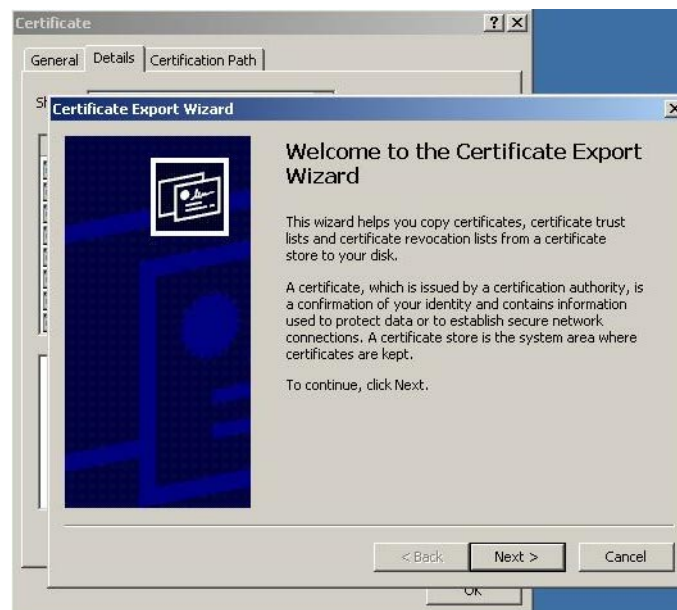 Certificate
General Details Certification Path
Certificate Export Wizard
Welcome to the Certificate Export
Wizard
This wizard helps you copy certificates, certificate trust
lists and certificate revocation lists from a certificate
store to your disk.
A certificate, which is issued by a certification authority, is
a confirmation of your identity and contains information
used to protect data or to establish secure network
connections. A certificate store is the system area where
certificates are kept.
To continue, click Next.
< Back Next > Cancel
OK